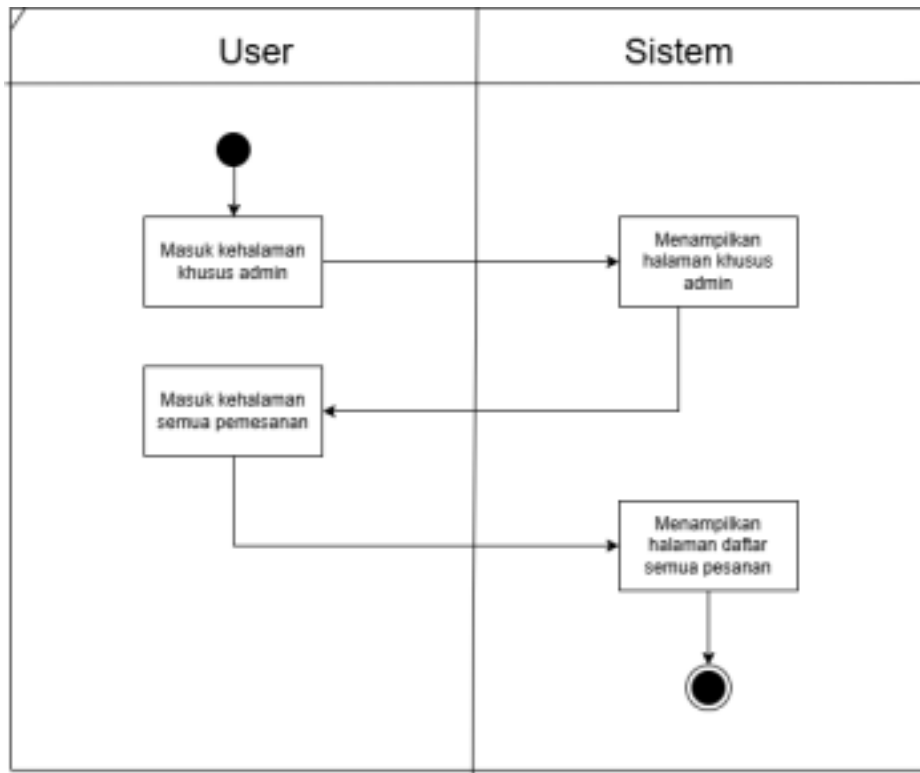 User
Sistem
Masuk kehalaman
khusus admin
Menampilkan
halaman khusus
admin
Masuk kehalaman
semua pemesanan
Menampilkan
halaman daftar
semua pesanan